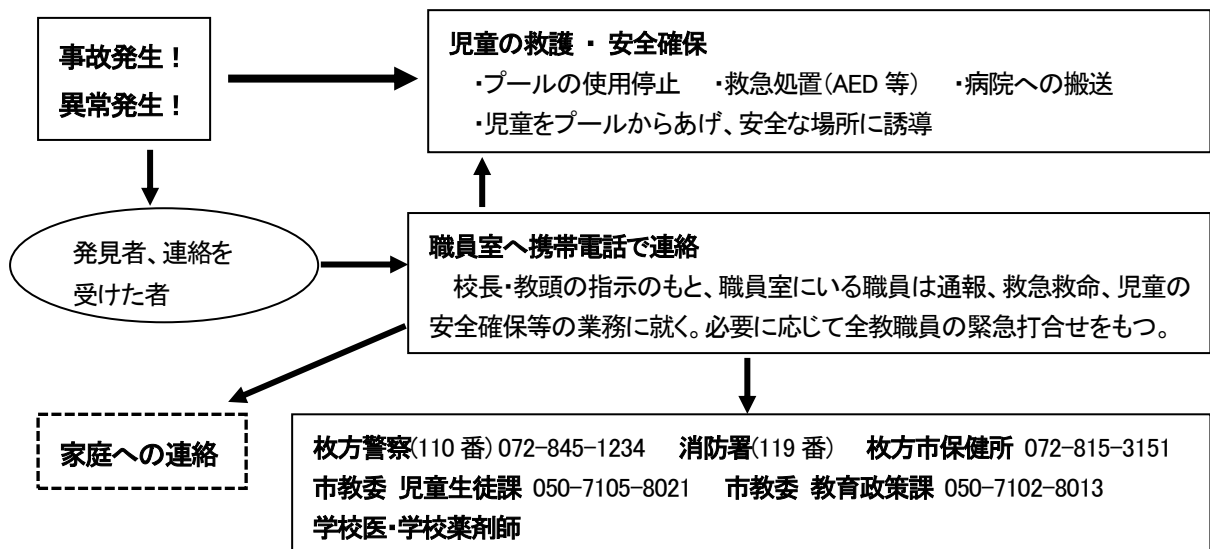 事故発生！
異常発生！
児童の救護 ・ 安全確保
・プールの使用停止　・救急処置（AED 等）　・病院への搬送
・児童をプールからあげ、安全な場所に誘導
発見者、連絡を
受けた者
職員室へ携帯電話で連絡
校長・教頭の指示のもと、職員室にいる職員は通報、救急救命、児童の
安全確保等の業務に就く。必要に応じて全教職員の緊急打合せをもつ。
家庭への連絡
枚方警察(110 番) 072-845-1234　消防署(119 番)　枚方市保健所 072-815-3151
市教委 児童生徒課 050-7105-8021　市教委 教育政策課 050-7102-8013
学校医・学校薬剤師